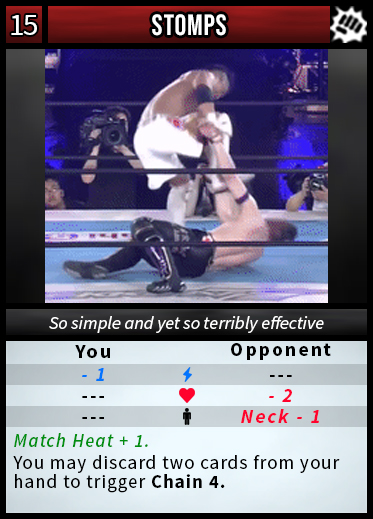 15 STOMPS
So simple and yet so terribly effective
You Opponent
- 1 ---
--- - 2
--- Neck - 1
Match Heat + 1.
You may discard two cards from your
hand to trigger Chain 4.